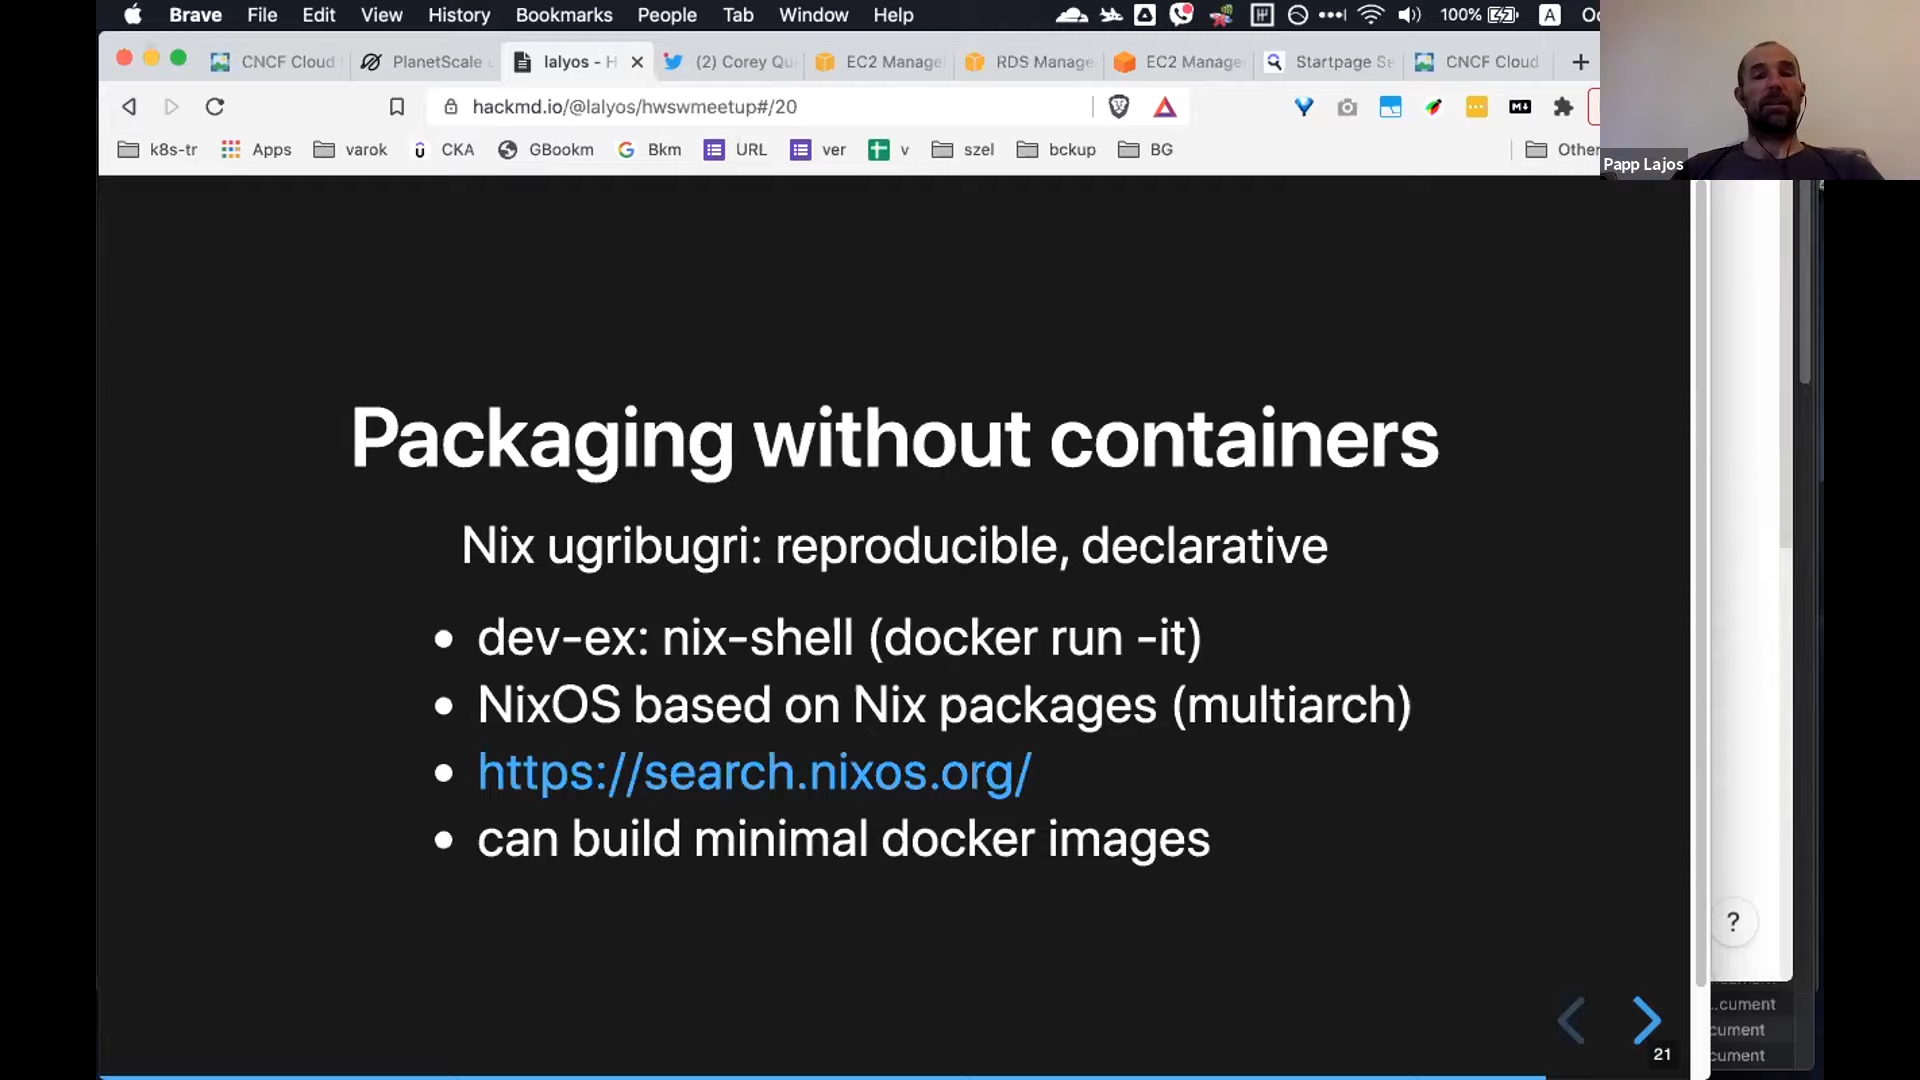 Brave File Edit View History Bookmarks People Tab Window Help 100% A
CNCF Cloud PlanetScale lalyos - H (2) Corey Qu EC2 Manage RDS Manage EC2 Manage Startpage Se CNCF Cloud
hackmd.io/@lalyos/hwswmeetup#/20
k8s-tr Apps varok CKA GBookm Bkm URL ver v szel bckup BG Other
Papp Lajos
Packaging without containers
Nix ugribugri: reproducible, declarative
• dev-ex: nix-shell (docker run -it)
• NixOS based on Nix packages (multiarch)
• https://search.nixos.org/
• can build minimal docker images
?
...cument
cument
cument
21